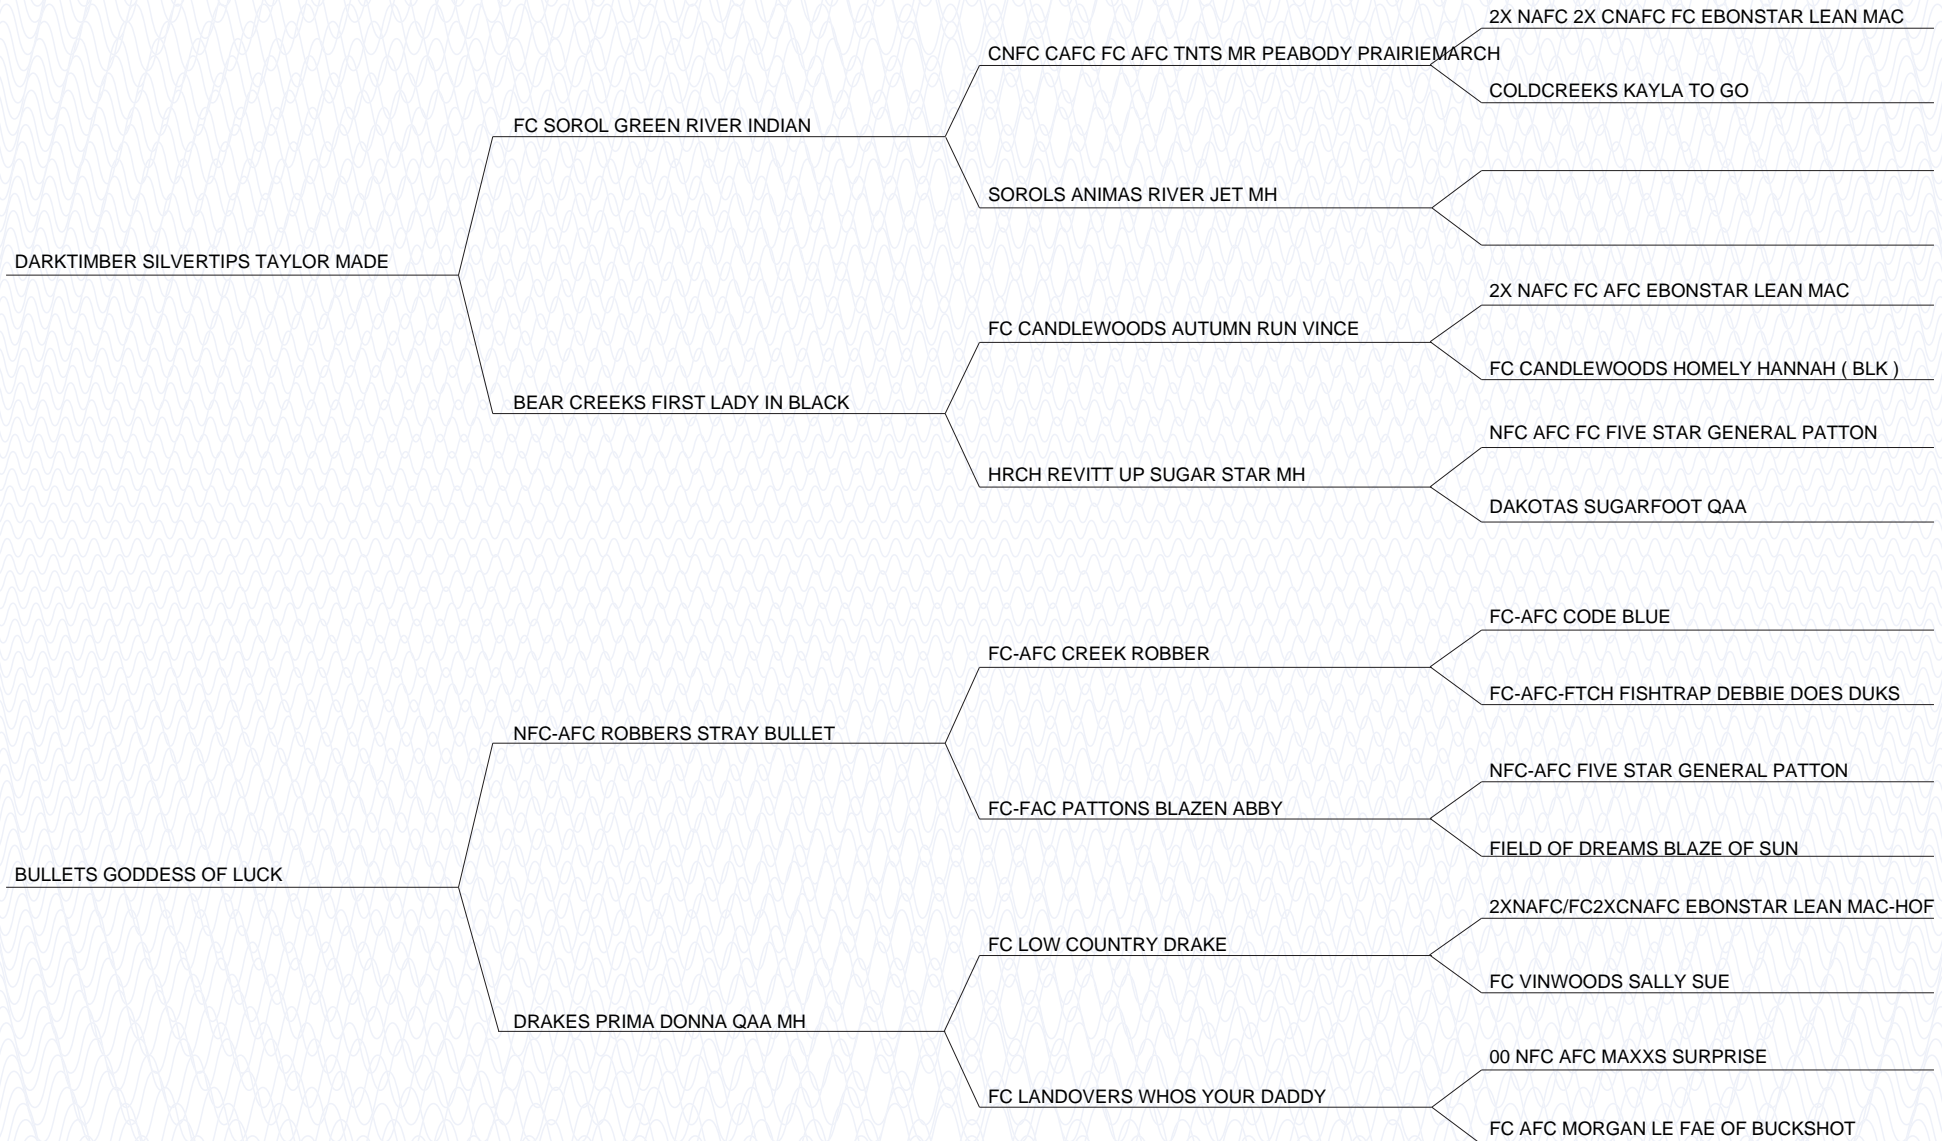 2X NAFC 2X CNAFC FC EBONSTAR LEAN MAC
CNFC CAFC FC AFC TNTS MR PEABODY PRAIRIEMARCH
COLDCREEKS KAYLA TO GO
FC SOROL GREEN RIVER INDIAN
SOROLS ANIMAS RIVER JET MH
DARKTIMBER SILVERTIPS TAYLOR MADE
2X NAFC FC AFC EBONSTAR LEAN MAC
FC CANDLEWOODS AUTUMN RUN VINCE
FC CANDLEWOODS HOMELY HANNAH ( BLK )
BEAR CREEKS FIRST LADY IN BLACK
NFC AFC FC FIVE STAR GENERAL PATTON
HRCH REVITT UP SUGAR STAR MH
DAKOTAS SUGARFOOT QAA
FC-AFC CODE BLUE
FC-AFC CREEK ROBBER
FC-AFC-FTCH FISHTRAP DEBBIE DOES DUKS
NFC-AFC ROBBERS STRAY BULLET
NFC-AFC FIVE STAR GENERAL PATTON
FC-FAC PATTONS BLAZEN ABBY
FIELD OF DREAMS BLAZE OF SUN
BULLETS GODDESS OF LUCK
2XNAFC/FC2XCNAFC EBONSTAR LEAN MAC-HOF
FC LOW COUNTRY DRAKE
FC VINWOODS SALLY SUE
DRAKES PRIMA DONNA QAA MH
00 NFC AFC MAXXS SURPRISE
FC LANDOVERS WHOS YOUR DADDY
FC AFC MORGAN LE FAE OF BUCKSHOT